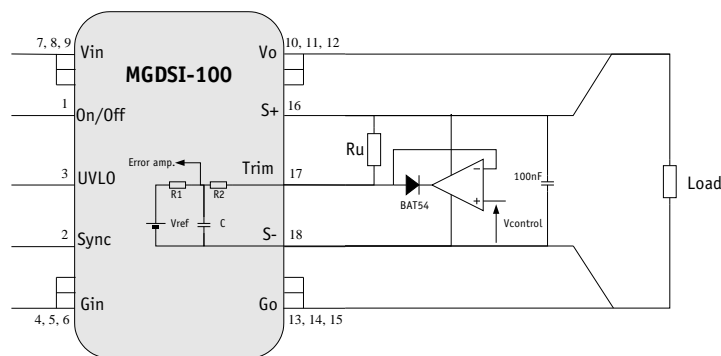 7, 8, 9
Vin
MGDSI-100
Vo
10, 11, 12
1
On/Off
S+
16
Ru
Error amp.
Trim
17
3
UVLO
R1
R2
BAT54
-
+
100nF
Load
Vref
C
Vcontrol
2
Sync
S-
18
Gin
4, 5, 6
Go
13, 14, 15